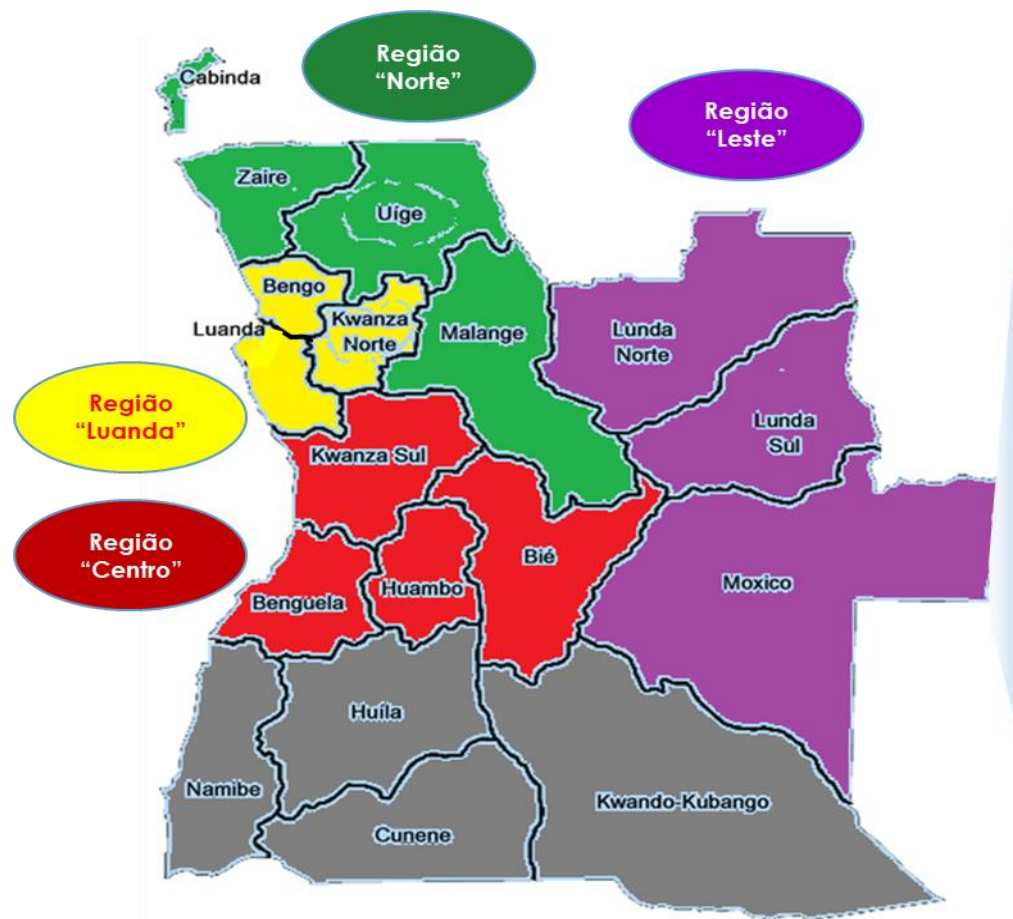 Região
“Norte”
Cabinda
Região
“Leste”
Zaire
Uíge
Bengo
Luanda
Kwanza
Norte
Malange
Lunda
Norte
Região
“Luanda”
Lunda
Sul
Kwanza Sul
Região
“Centro”
Bié
Moxico
Benguela
Huambo
Huíla
Namibe
Kwando-Kubango
Cunene